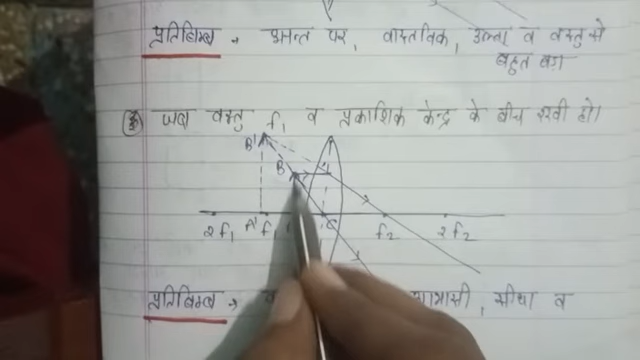 प्रतिबिम्ब → अनन्त पर, वास्तविक, उल्टा व वस्तु से
बहुत बड़ा
जब वस्तु f₁ व प्रकाशिक केन्द्र के बीच रखी हो।
B'
B
2f₁ A' f₁ C f₂ 2f₂
प्रतिबिम्ब → आभासी, सीधा व